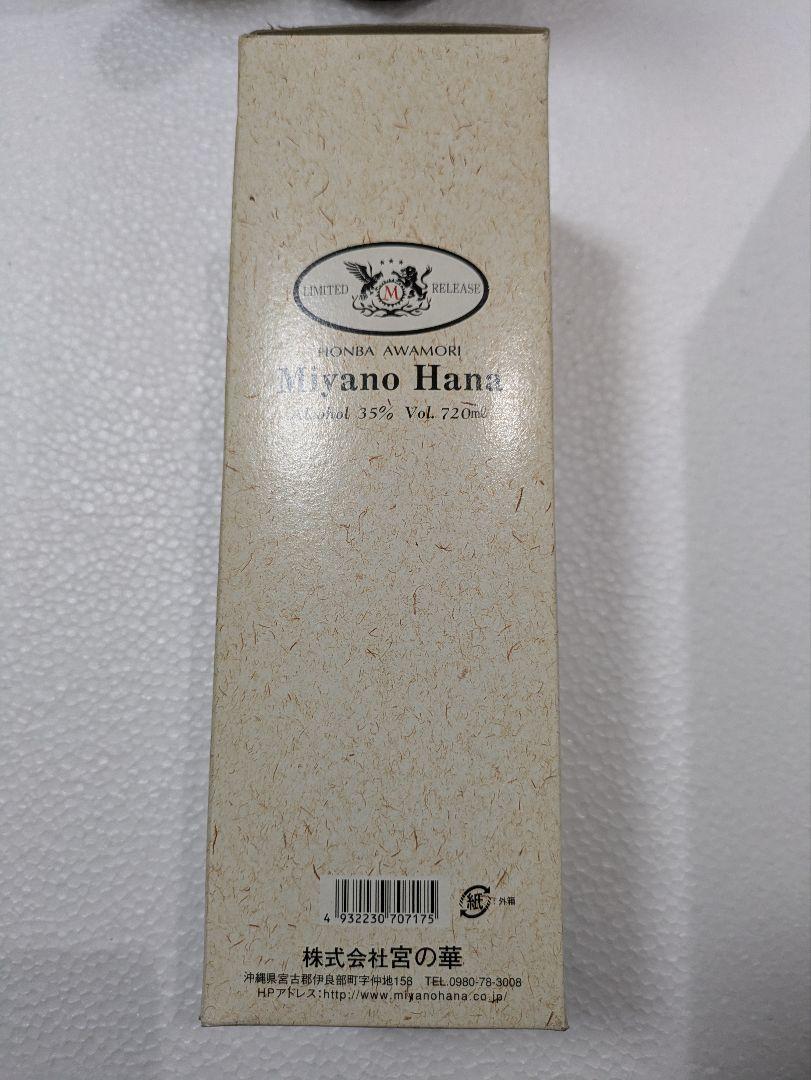 LIMITED M RELEASE
HONBA AWAMORI
Miyano Hana
Alcohol 35% Vol. 720ml
4 932230 707175
紙 : 外箱
株式会社宮の華
沖縄県宮古郡伊良部町字仲地158 TEL.0980-78-3008
H.Pアドレス:http://www.miyanohana.co.jp/